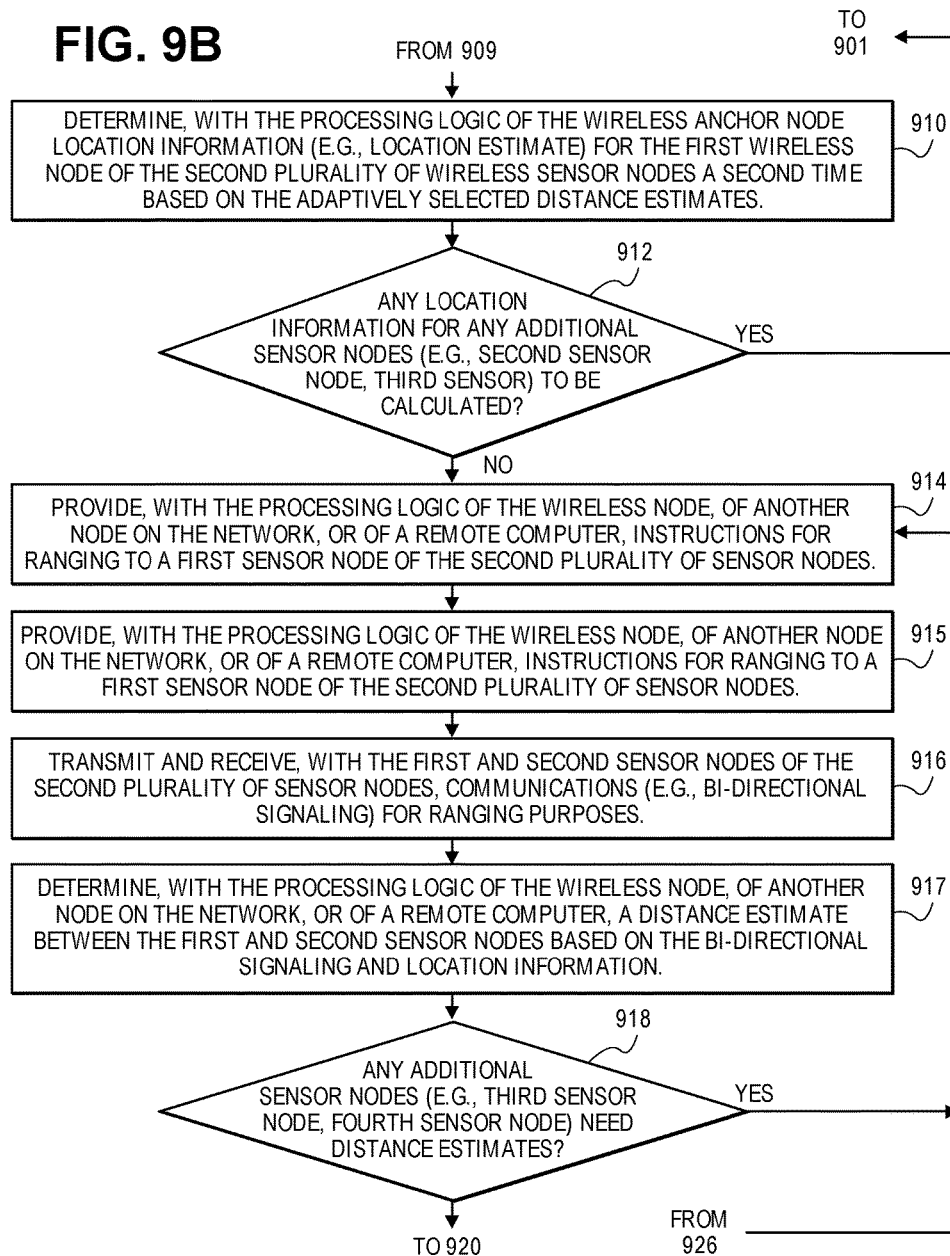 FIG. 9B
FROM 909
TO
901
DETERMINE, WITH THE PROCESSING LOGIC OF THE WIRELESS ANCHOR NODE
LOCATION INFORMATION (E.G., LOCATION ESTIMATE) FOR THE FIRST WIRELESS
NODE OF THE SECOND PLURALITY OF WIRELESS SENSOR NODES A SECOND TIME
BASED ON THE ADAPTIVELY SELECTED DISTANCE ESTIMATES.
910
912
ANY LOCATION
INFORMATION FOR ANY ADDITIONAL
SENSOR NODES (E.G., SECOND SENSOR
NODE, THIRD SENSOR) TO BE
CALCULATED?
YES
NO
914
PROVIDE, WITH THE PROCESSING LOGIC OF THE WIRELESS NODE, OF ANOTHER
NODE ON THE NETWORK, OR OF A REMOTE COMPUTER, INSTRUCTIONS FOR
RANGING TO A FIRST SENSOR NODE OF THE SECOND PLURALITY OF SENSOR NODES.
PROVIDE, WITH THE PROCESSING LOGIC OF THE WIRELESS NODE, OF ANOTHER NODE
ON THE NETWORK, OR OF A REMOTE COMPUTER, INSTRUCTIONS FOR RANGING TO A
FIRST SENSOR NODE OF THE SECOND PLURALITY OF SENSOR NODES.
915
TRANSMIT AND RECEIVE, WITH THE FIRST AND SECOND SENSOR NODES OF THE
SECOND PLURALITY OF SENSOR NODES, COMMUNICATIONS (E.G., BI-DIRECTIONAL
SIGNALING) FOR RANGING PURPOSES.
916
DETERMINE, WITH THE PROCESSING LOGIC OF THE WIRELESS NODE, OF ANOTHER
NODE ON THE NETWORK, OR OF A REMOTE COMPUTER, A DISTANCE ESTIMATE
BETWEEN THE FIRST AND SECOND SENSOR NODES BASED ON THE BI-DIRECTIONAL
SIGNALING AND LOCATION INFORMATION.
917
918
ANY ADDITIONAL
SENSOR NODES (E.G., THIRD SENSOR
NODE, FOURTH SENSOR NODE) NEED
DISTANCE ESTIMATES?
YES
TO 920
FROM
926